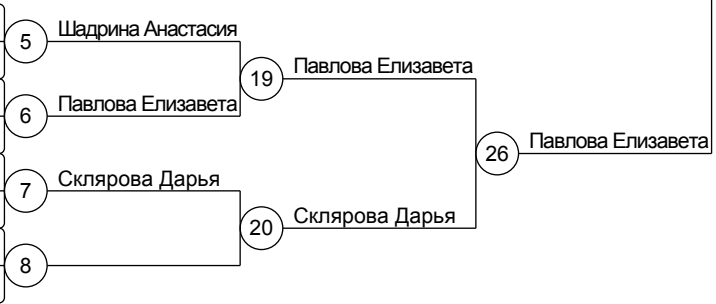 5 Шадрина Анастасия
19 Павлова Елизавета
6 Павлова Елизавета
26 Павлова Елизавета
7 Склярова Дарья
20 Склярова Дарья
8